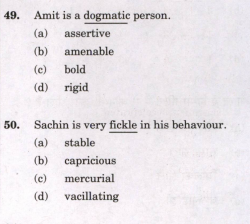 49. Amit is a dogmatic person.
(a) assertive
(b) amenable
(c) bold
(d) rigid
50. Sachin is very fickle in his behaviour.
(a) stable
(b) capricious
(c) mercurial
(d) vacillating